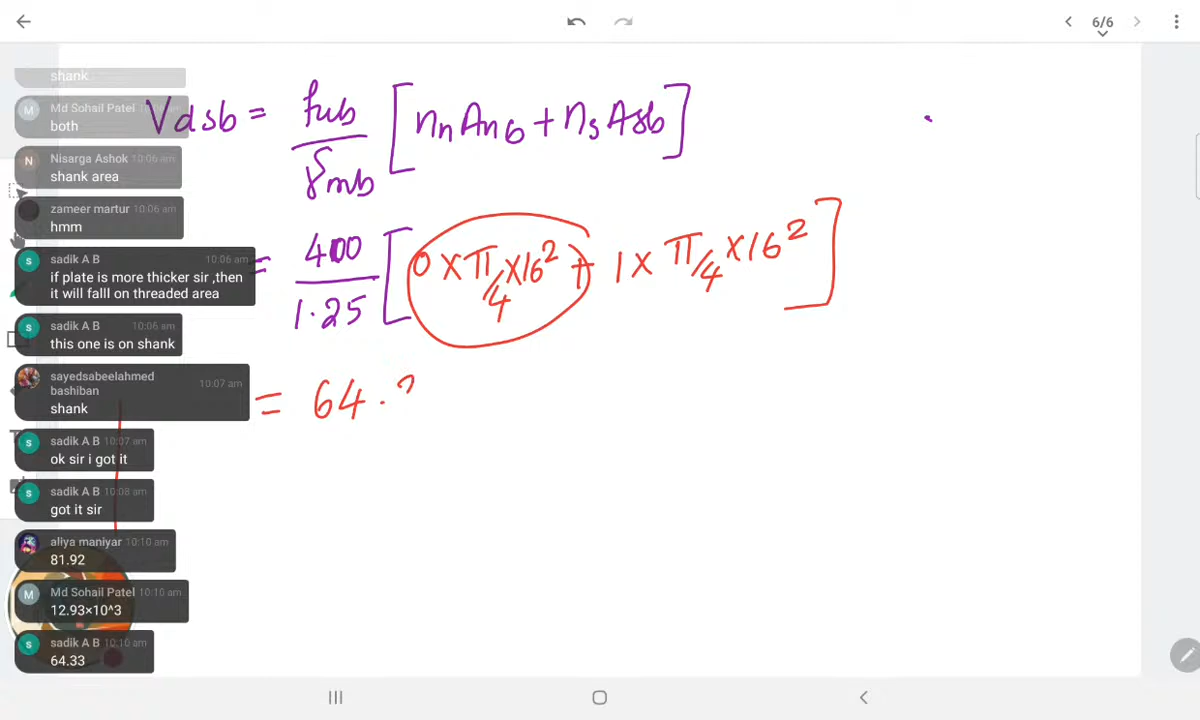 6/6
shank
Md Sohail Patel
both
Nisarga Ashok 10:06 am
shank area
zameer martur 10:06 am
hmm
sadik A B 10:06 am
if plate is more thicker sir ,then
it will falll on threaded area
sadik A B 10:06 am
this one is on shank
sayedsabeelahmed
bashiban 10:07 am
shank
sadik A B 10:07 am
ok sir i got it
sadik A B 10:08 am
got it sir
aliya maniyar 10:10 am
81.92
Md Sohail Patel 10:10 am
12.93×10^3
sadik A B 10:10 am
64.33
Vdsb = fub/γmb [nn Anb + ns Asb]
= 400/1.25 [0 × π/4 × 16² + 1 × π/4 × 16²]
= 64.